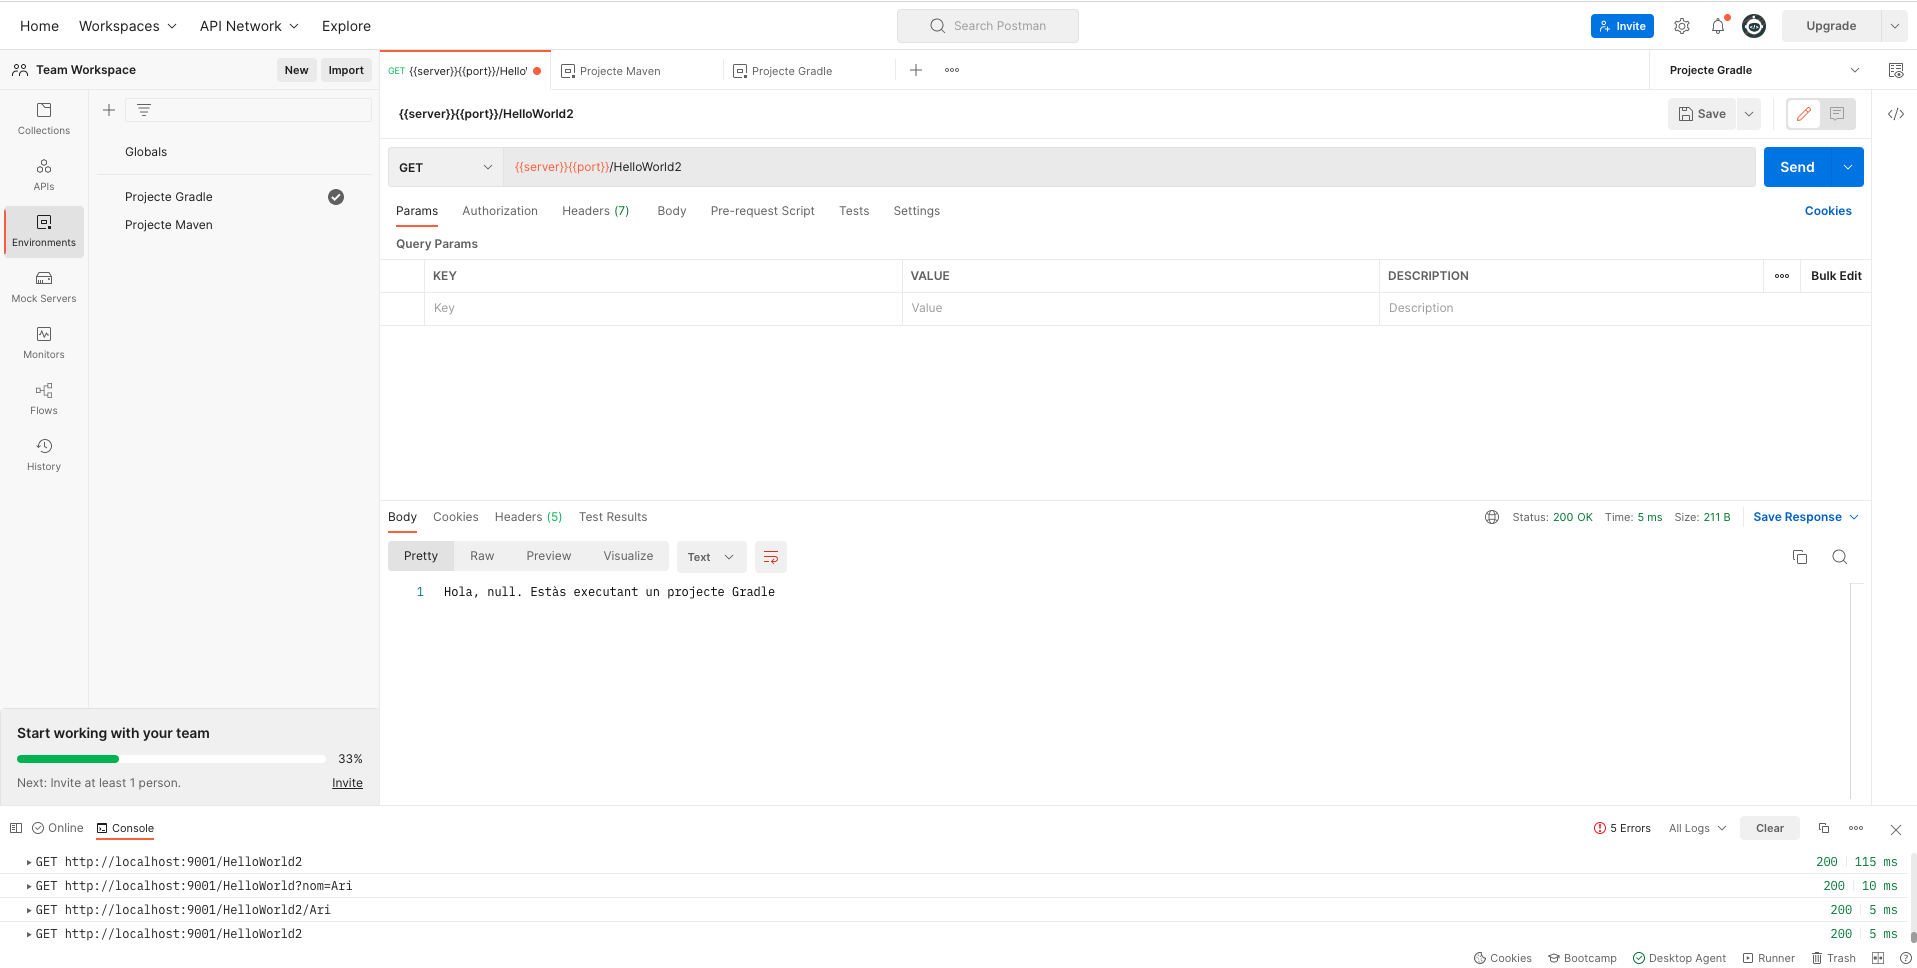 Home Workspaces API Network Explore Search Postman Invite Upgrade
Team Workspace New Import GET {{server}}{{port}}/Hello' Projecte Maven Projecte Gradle Projecte Gradle
{{server}}{{port}}/HelloWorld2 Save
Collections
Globals
APIs
Projecte Gradle
Projecte Maven
Environments
Mock Servers
Monitors
Flows
History
GET {{server}}{{port}}/HelloWorld2 Send
Params Authorization Headers (7) Body Pre-request Script Tests Settings Cookies
Query Params
KEY VALUE DESCRIPTION Bulk Edit
Key Value Description
Body Cookies Headers (5) Test Results Status: 200 OK Time: 5 ms Size: 211 B Save Response
Pretty Raw Preview Visualize Text
1 Hola, null. Estàs executant un projecte Gradle
Start working with your team
33%
Next: Invite at least 1 person. Invite
Online Console 5 Errors All Logs Clear
GET http://localhost:9001/HelloWorld2 200 115 ms
GET http://localhost:9001/HelloWorld?nom=Ari 200 10 ms
GET http://localhost:9001/HelloWorld2/Ari 200 5 ms
GET http://localhost:9001/HelloWorld2 200 5 ms
Cookies Bootcamp Desktop Agent Runner Trash